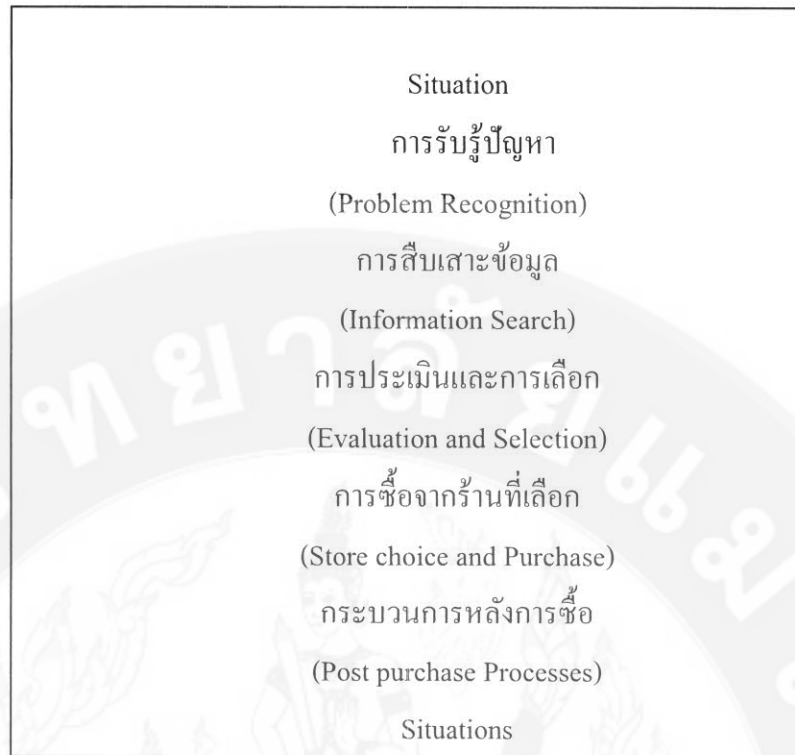 Situation
การรับรู้ปัญหา
(Problem Recognition)
การสืบเสาะข้อมูล
(Information Search)
การประเมินและการเลือก
(Evaluation and Selection)
การซื้อจากร้านที่เลือก
(Store choice and Purchase)
กระบวนการหลังการซื้อ
(Post purchase Processes)
Situations